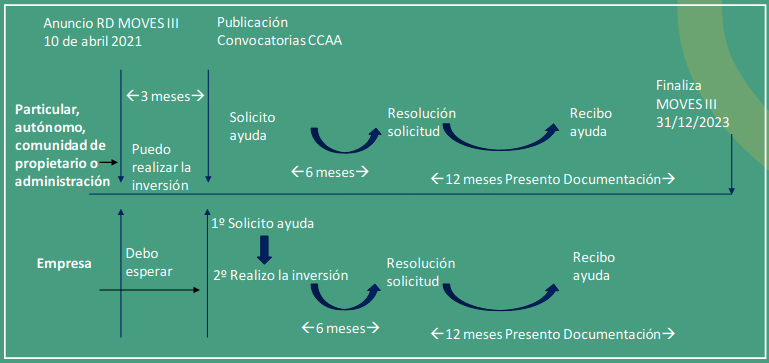 Anuncio RD MOVES III
10 de abril 2021
Publicación
Convocatorias CCAA
←3 meses→
Finaliza
MOVES III
31/12/2023
Particular,
autónomo,
comunidad de
propietario o
administración
Puedo
realizar la
inversión
Solicito
ayuda
Resolución
solicitud
Recibo
ayuda
←6 meses→
←12 meses Presento Documentación→
Empresa
Debo
esperar
1º Solicito ayuda
2º Realizo la inversión
Resolución
solicitud
Recibo
ayuda
←6 meses→
←12 meses Presento Documentación→